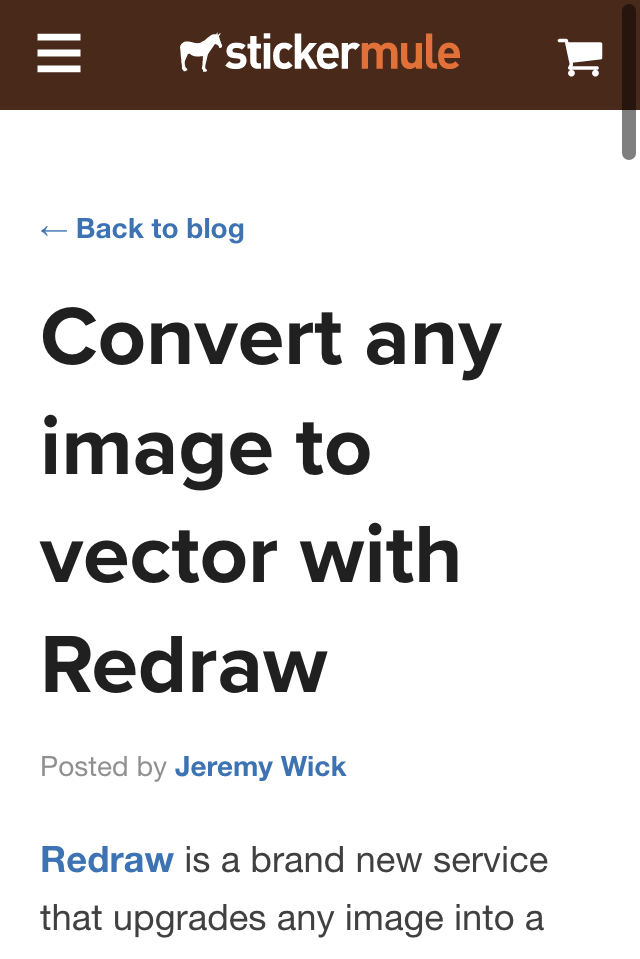 stickermule
← Back to blog
Convert any
image to
vector with
Redraw
Posted by Jeremy Wick
Redraw is a brand new service
that upgrades any image into a